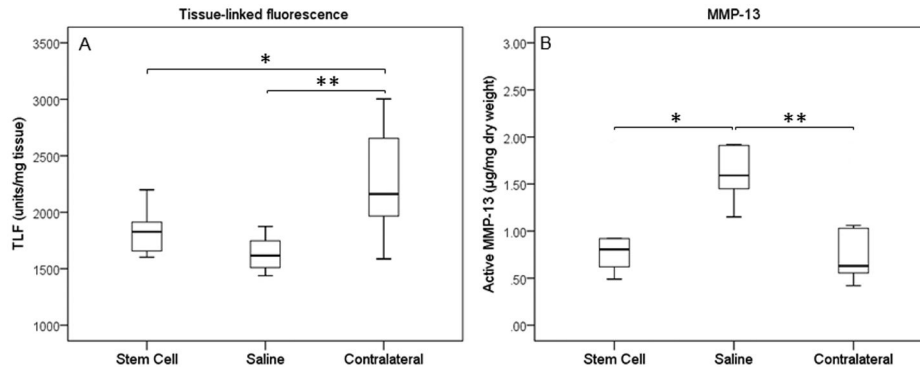 Tissue-linked fluorescence
A
3500
3000
2500
2000
1500
1000
TLF (units/mg tissue)
*
**
Stem Cell
Saline
Contralateral
MMP-13
B
3.00
2.00
1.50
1.00
.50
.00
Active MMP-13 (µg/mg dry weight)
*
**
Stem Cell
Saline
Contralateral